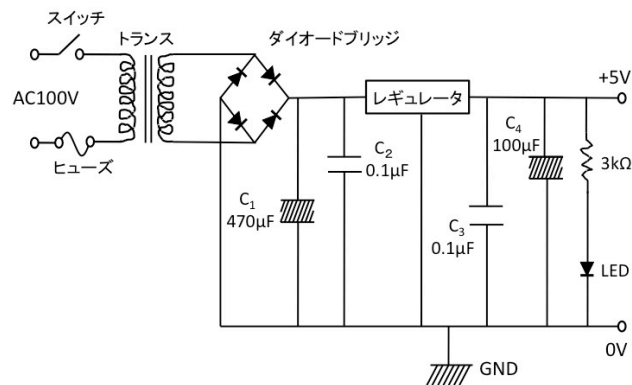 スイッチ
トランス
ダイオードブリッジ
AC100V
ヒューズ
レギュレータ
+5V
C1
470μF
C2
0.1μF
C3
0.1μF
C4
100μF
3kΩ
LED
0V
GND